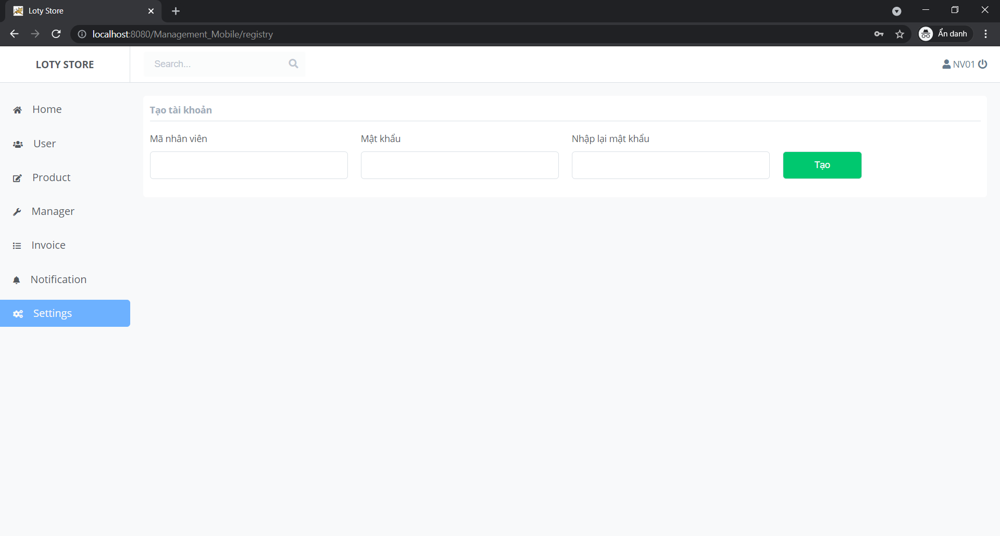 Loty Store
localhost:8080/Management_Mobile/registry
Ẩn danh
LOTY STORE
Search...
NV01
Home
User
Product
Manager
Invoice
Notification
Settings
Tạo tài khoản
Mã nhân viên
Mật khẩu
Nhập lại mật khẩu
Tạo